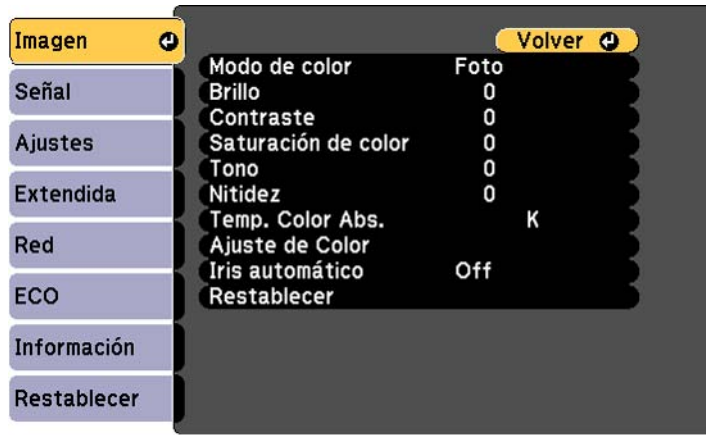 Imagen
Señal
Ajustes
Extendida
Red
ECO
Información
Restablecer
Volver
Modo de color Foto
Brillo 0
Contraste 0
Saturación de color 0
Tono 0
Nitidez 0
Temp. Color Abs. K
Ajuste de Color
Iris automático Off
Restablecer